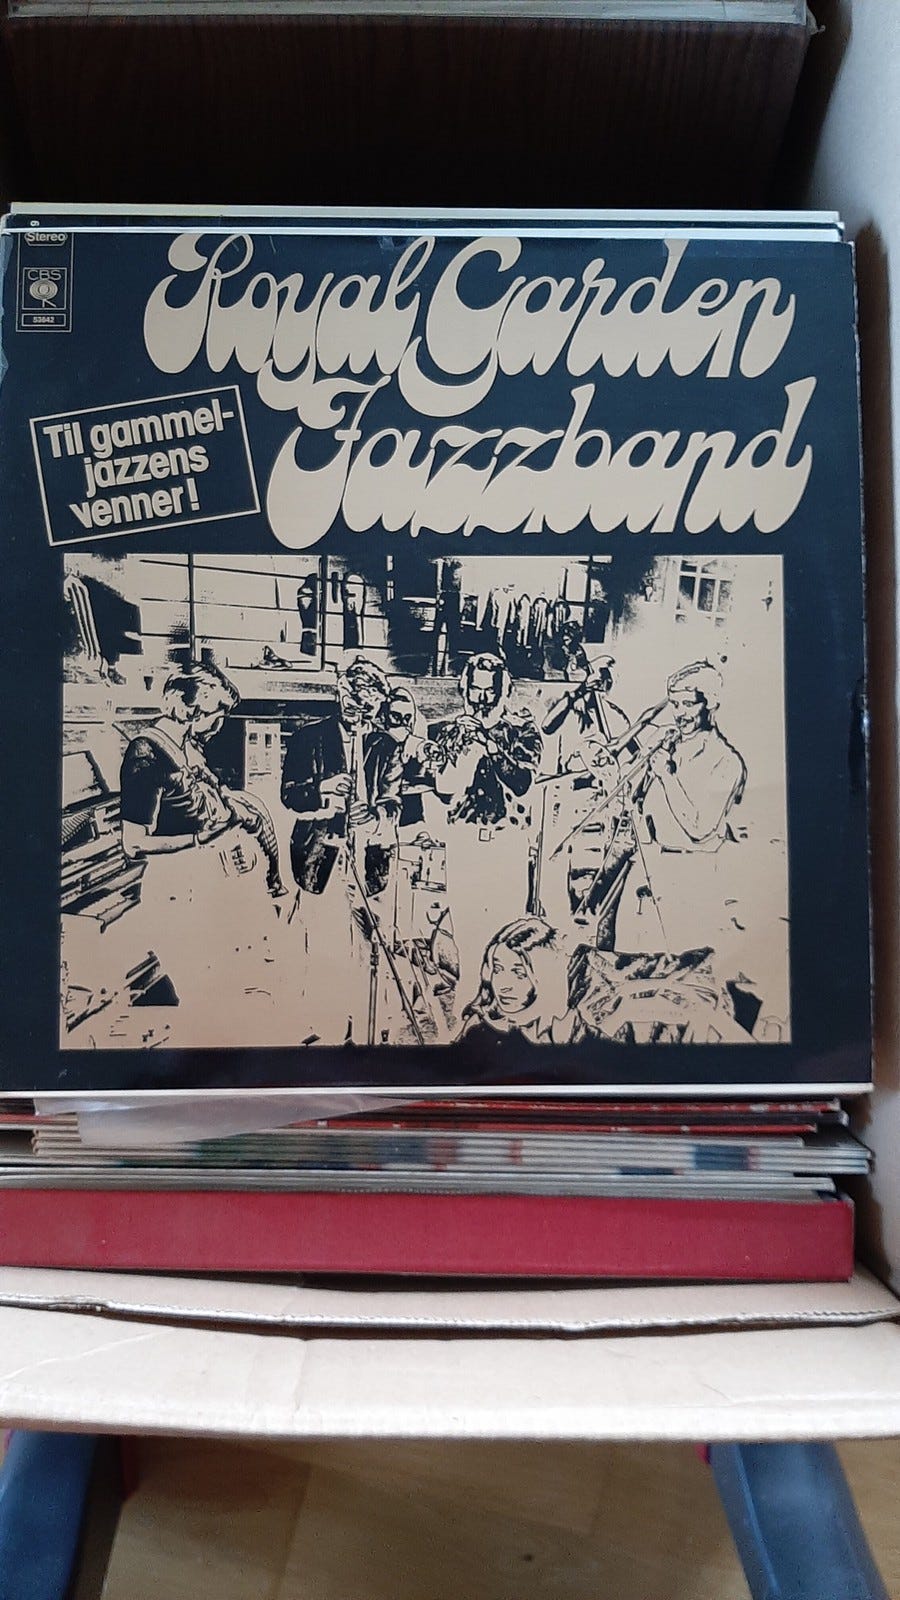 Stereo
CBS
53642
Royal Garden
Jazzband
Til gammel-
jazzens
venner!